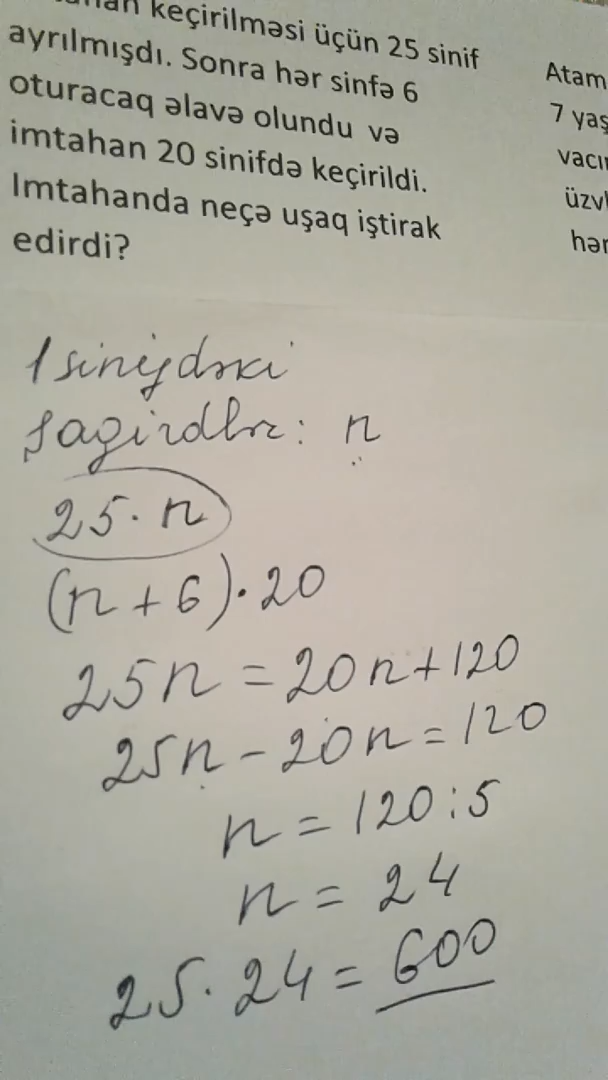 keçirilməsi üçün 25 sinif
ayrılmışdı. Sonra hər sinfə 6
oturacaq əlavə olundu və
imtahan 20 sinifdə keçirildi.
Imtahanda neçə uşaq iştirak
edirdi?
Atam
7 yaş
vacı
üzvl
hər
1 sinifdəki
şagirdlər: n
25 · n
(n + 6) · 20
25n = 20n + 120
25n - 20n = 120
n = 120 : 5
n = 24
25 · 24 = 600